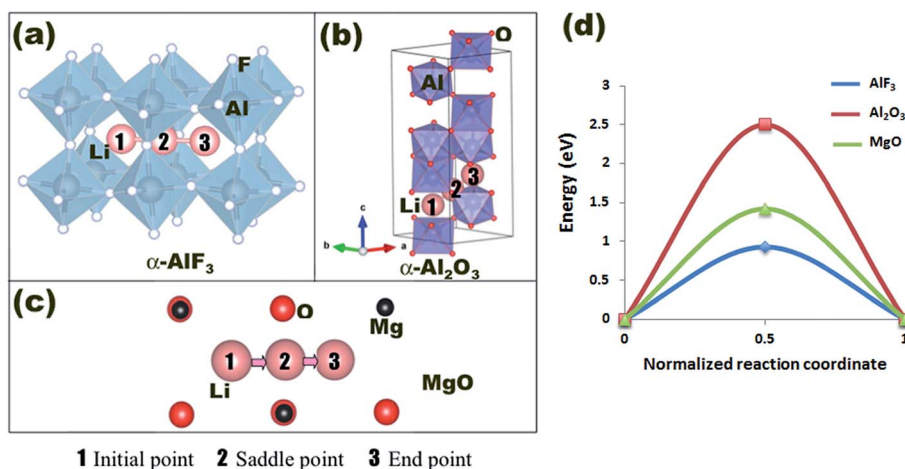 (a)
F
Al
1 2 3
Li
α-AlF₃
(b)
O
Al
3
2
Li 1
c
b a
α-Al₂O₃
(c)
O
Mg
1 2 3
Li
MgO
1 Initial point 2 Saddle point 3 End point
(d)
3
2.5
2
1.5
1
0.5
0
Energy (eV)
AlF₃
Al₂O₃
MgO
0 0.5 1
Normalized reaction coordinate